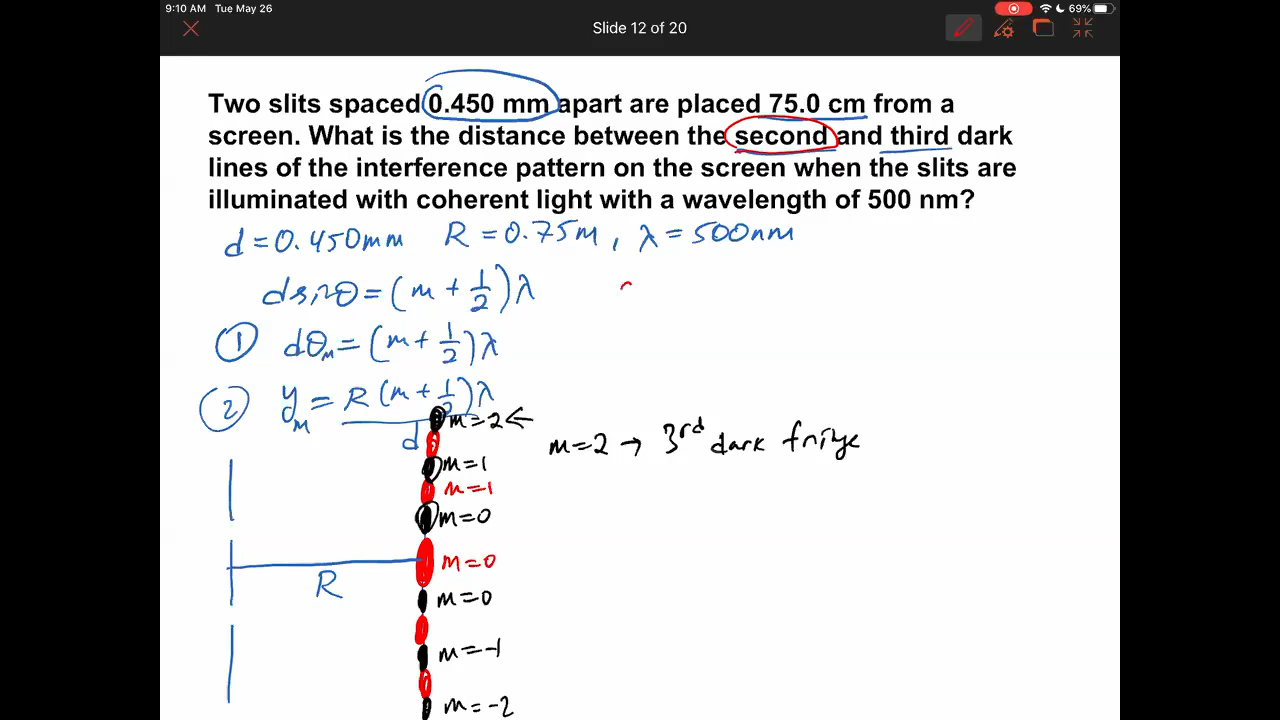 9:10 AM Tue May 26
69%
Slide 12 of 20
Two slits spaced 0.450 mm apart are placed 75.0 cm from a
screen. What is the distance between the second and third dark
lines of the interference pattern on the screen when the slits are
illuminated with coherent light with a wavelength of 500 nm?
d = 0.450mm R = 0.75m, λ = 500nm
dsinθ = (m + 1/2)λ
① dθm = (m + 1/2)λ
② ym = R(m + 1/2)λ / d
m=2 ←
m=2 → 3rd dark fringe
m=1
m=1
m=0
m=0
R
m=0
m=-1
m=-2